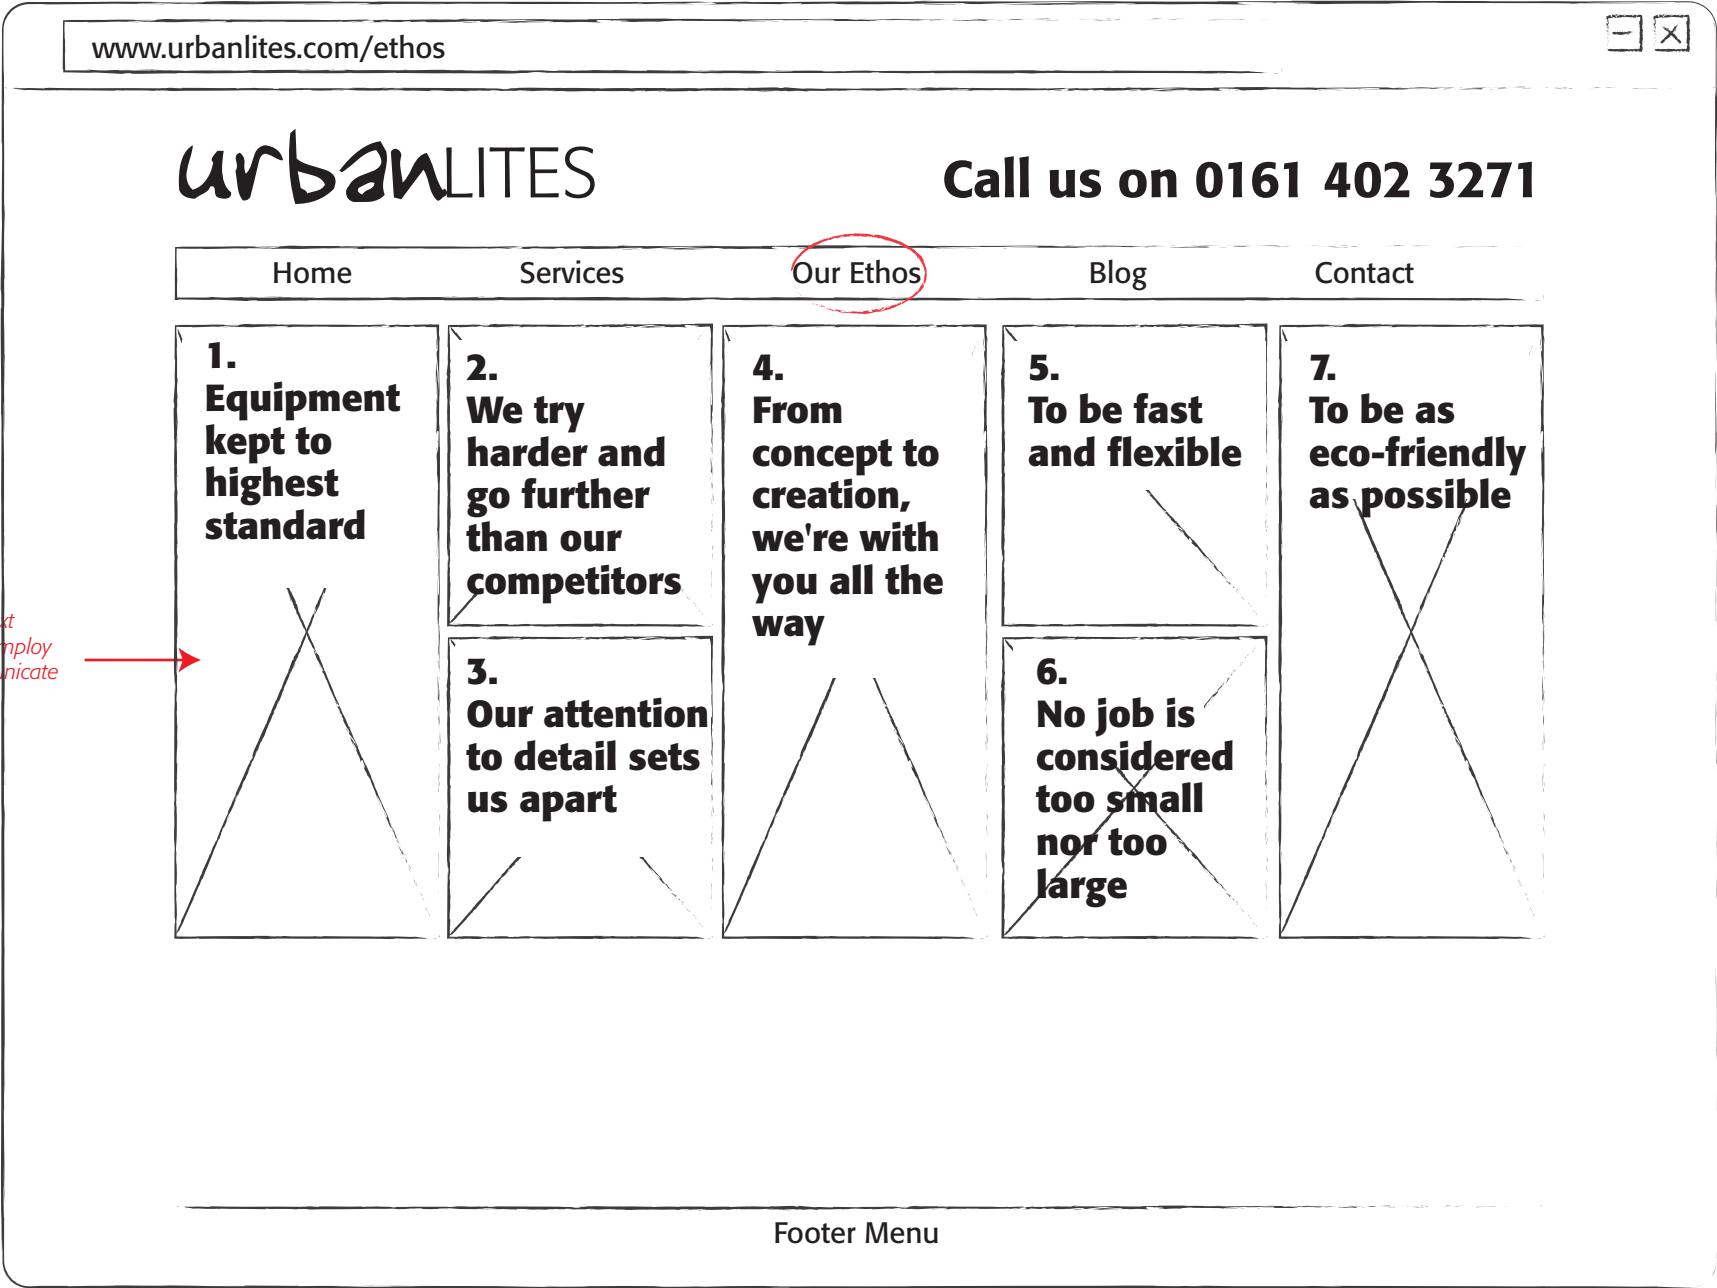 www.urbanlites.com/ethos
urbanLITES
Call us on 0161 402 3271
Home
Services
Our Ethos
Blog
Contact
1.
Equipment
kept to
highest
standard
2.
We try
harder and
go further
than our
competitors
3.
Our attention
to detail sets
us apart
4.
From
concept to
creation,
we're with
you all the
way
5.
To be fast
and flexible
6.
No job is
considered
too small
nor too
large
7.
To be as
eco-friendly
as possible
Footer Menu